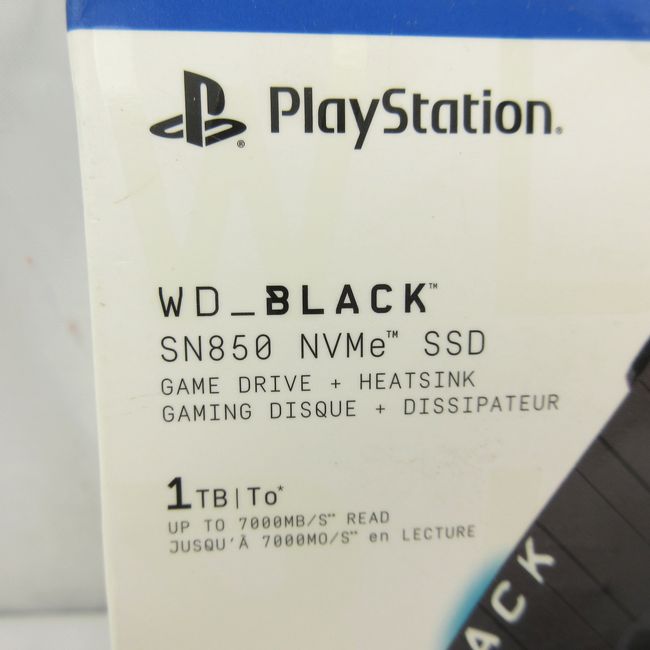 PlayStation®
WD_BLACK™
SN850 NVMe™ SSD
GAME DRIVE + HEATSINK
GAMING DISQUE + DISSIPATEUR
1TB|To*
UP TO 7000MB/S** READ
JUSQU'À 7000MO/S** en LECTURE
ACK